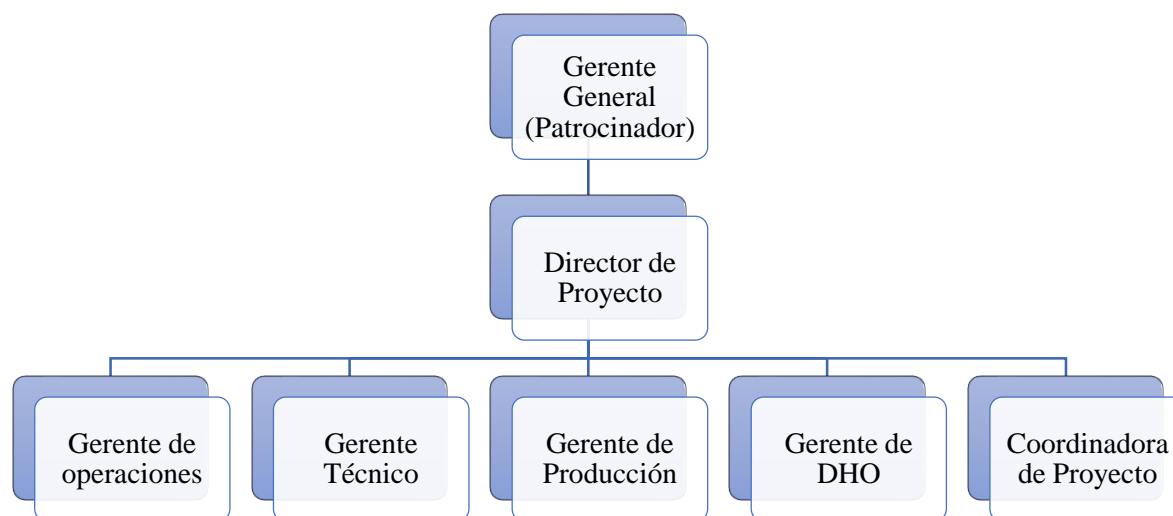 Gerente
General
(Patrocinador)
Director de
Proyecto
Gerente de
operaciones
Gerente
Técnico
Gerente de
Producción
Gerente de
DHO
Coordinadora
de Proyecto